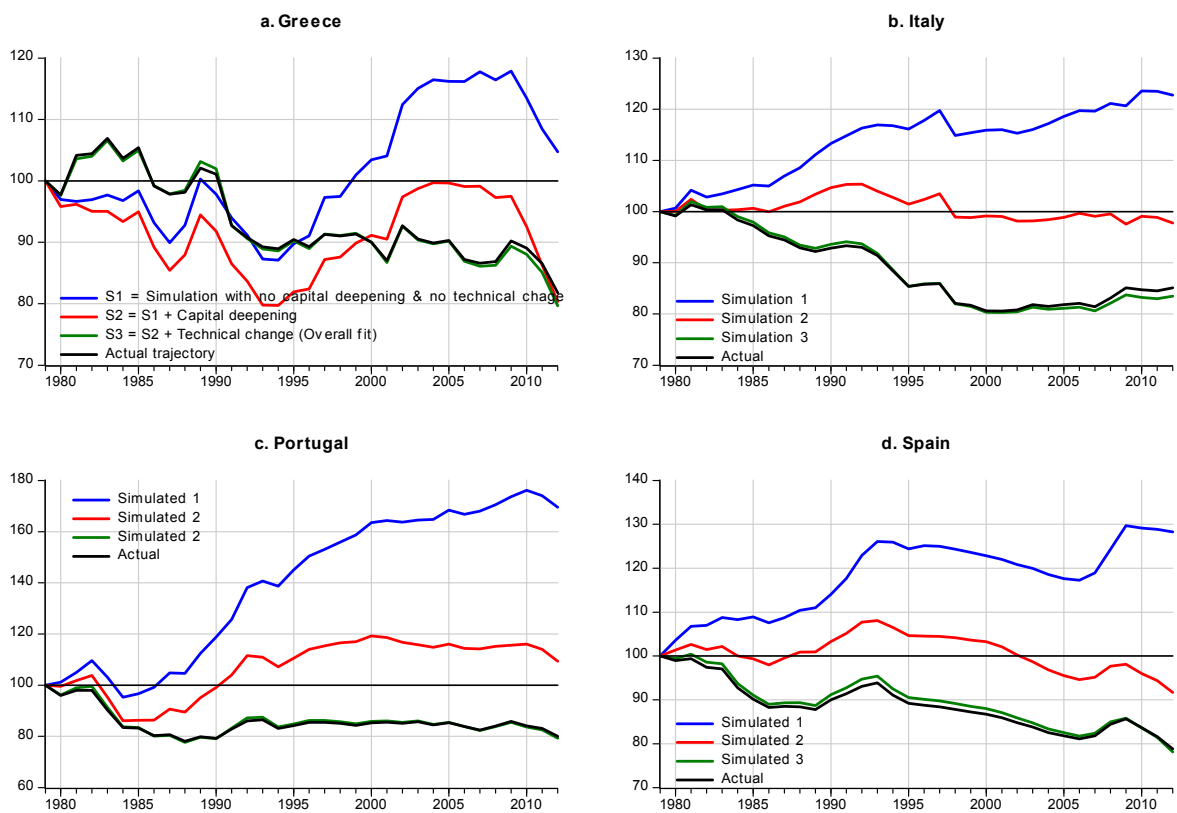 a. Greece
120
110
100
90
80
70
S1 = Simulation with no capital deepening & no technical chage
S2 = S1 + Capital deepening
S3 = S2 + Technical change (Overall fit)
Actual trajectory
1980 1985 1990 1995 2000 2005 2010
b. Italy
130
120
110
100
90
80
70
Simulation 1
Simulation 2
Simulation 3
Actual
1980 1985 1990 1995 2000 2005 2010
c. Portugal
180
160
140
120
100
80
60
Simulated 1
Simulated 2
Simulated 2
Actual
1980 1985 1990 1995 2000 2005 2010
d. Spain
140
130
120
110
100
90
80
70
Simulated 1
Simulated 2
Simulated 3
Actual
1980 1985 1990 1995 2000 2005 2010